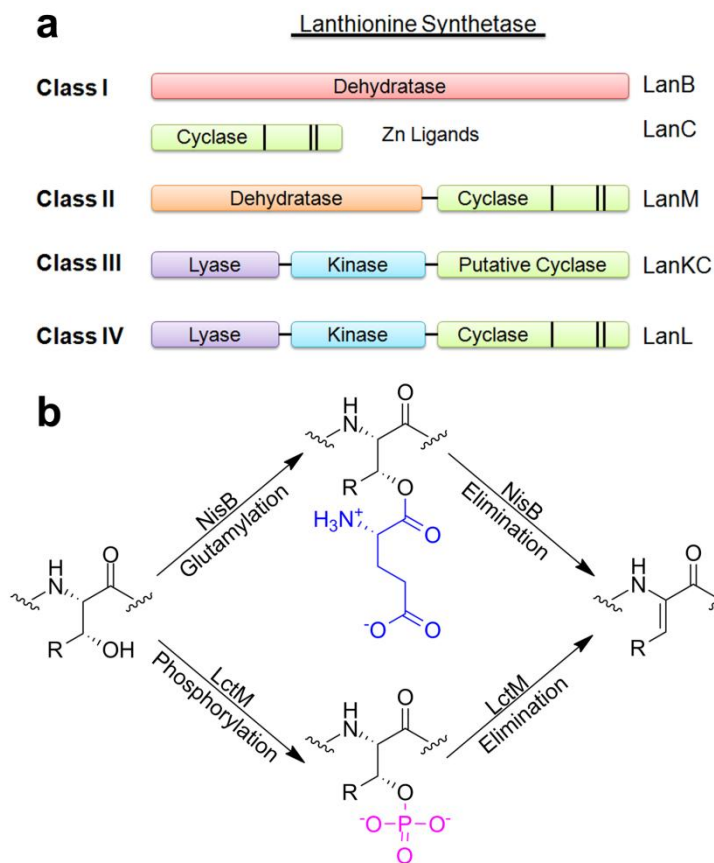 a
Lanthionine Synthetase
Class I
Dehydratase
LanB
Cyclase
Zn Ligands
LanC
Class II
Dehydratase
Cyclase
LanM
Class III
Lyase
Kinase
Putative Cyclase
LanKC
Class IV
Lyase
Kinase
Cyclase
LanL
b
H
N
O
R
O
H₃N⁺
O
⁻O
O
NisB
Glutamylation
NisB
Elimination
H
N
O
R
OH
H
N
O
R
LctM
Phosphorylation
LctM
Elimination
H
N
O
R
O
⁻O
P
O⁻
O